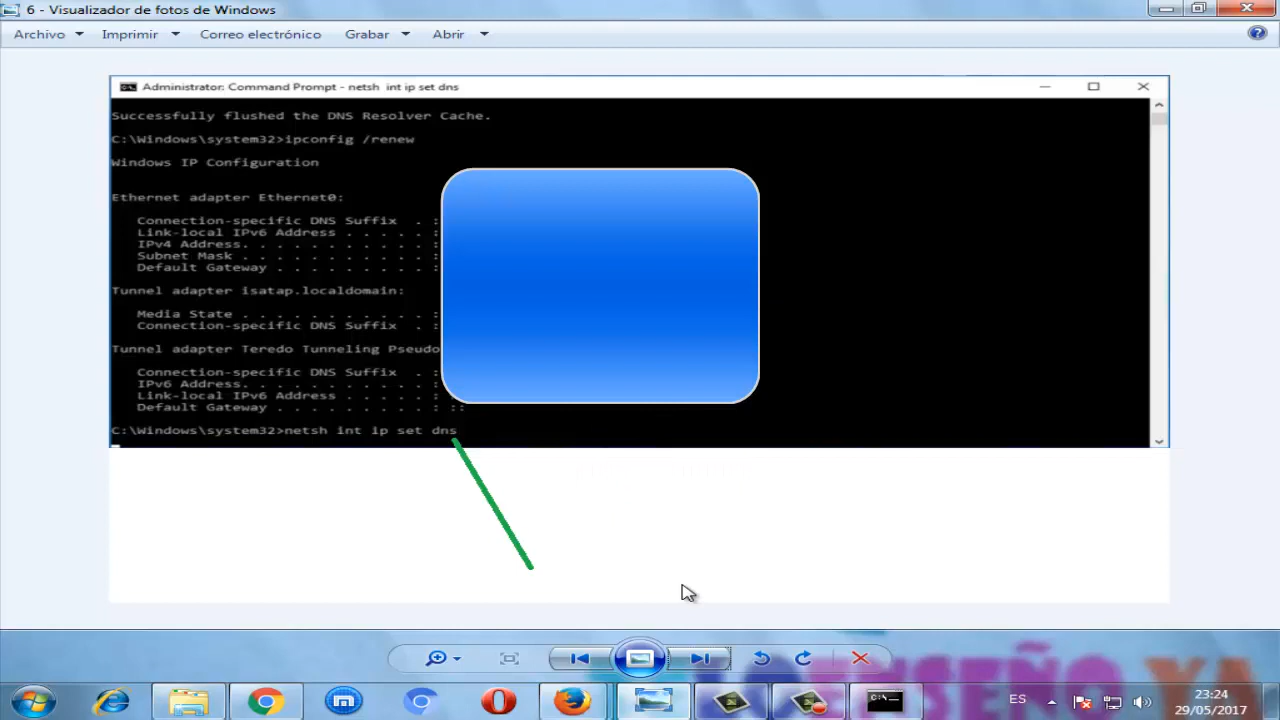 6 - Visualizador de fotos de Windows
Archivo Imprimir Correo electrónico Grabar Abrir
Administrator: Command Prompt - netsh int ip set dns
Successfully flushed the DNS Resolver Cache.
C:\Windows\system32>ipconfig /renew
Windows IP Configuration
Ethernet adapter Ethernet0:
Connection-specific DNS Suffix . :
Link-local IPv6 Address . . . . . :
IPv4 Address. . . . . . . . . . . :
Subnet Mask . . . . . . . . . . . :
Default Gateway . . . . . . . . . :
Tunnel adapter isatap.localdomain:
Media State . . . . . . . . . . . :
Connection-specific DNS Suffix . :
Tunnel adapter Teredo Tunneling Pseudo
Connection-specific DNS Suffix . :
IPv6 Address. . . . . . . . . . . :
Link-local IPv6 Address . . . . . :
Default Gateway . . . . . . . . . : ::
C:\Windows\system32>netsh int ip set dns
YA
ES
23:24
29/05/2017